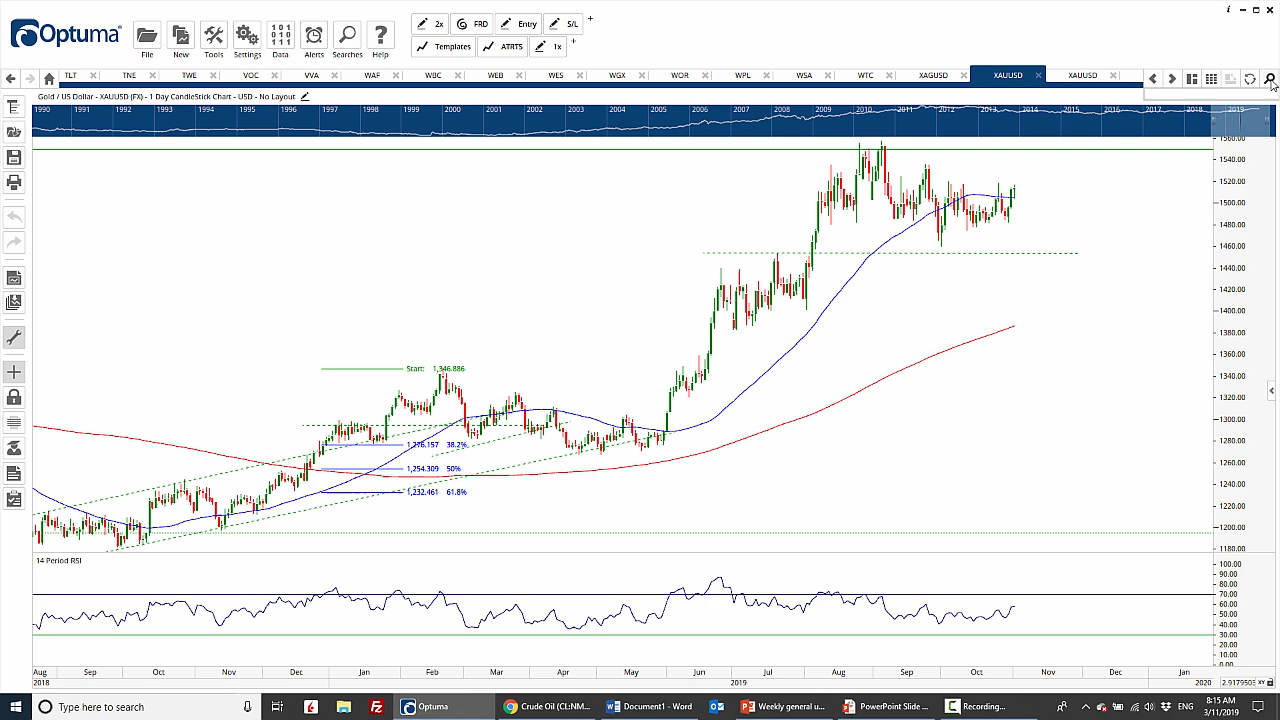 i
Optuma
File
New
Tools
Settings
Data
Alerts
Searches
Help
2x
FRD
Entry
S/L
+
Templates
ATRTS
1x
+
TLT
TNE
TWE
VOC
VVA
WAF
WBC
WEB
WES
WGX
WOR
WPL
WSA
WTC
XAGUSD
XAUUSD
XAUUSD
Gold / US Dollar - XAUUSD (FX) - 1 Day CandleStick Chart - USD - No Layout
1990 1995 1996 1997 1998 1999 2000 2001 2002 2003 2004 2005 2006 2007 2008 2009 2010 2011 2012 2013 2014 2015 2016 2017 2018 2019
1560.00
1540.00
1520.00
1500.00
1480.00
1460.00
1440.00
1420.00
1400.00
1380.00
1360.00
1340.00
1320.00
1300.00
1280.00
1260.00
1240.00
1220.00
1200.00
1180.00
Start: 1,346.886
1,276.157 38.2%
1,254.309 50%
1,232.461 61.8%
14 Period RSI
100.00
90.00
80.00
70.00
60.00
50.00
40.00
30.00
20.00
10.00
0.00
Aug Sep Oct Nov Dec Jan Feb Mar Apr May Jun Jul Aug Sep Oct Nov Dec Jan
2018 2019 2020
2.9179503 XY
Type here to search
Optuma
Crude Oil (CL:NM...
Document1 - Word
Weekly general u...
PowerPoint Slide ...
Recording...
ENG
8:15 AM
3/11/2019